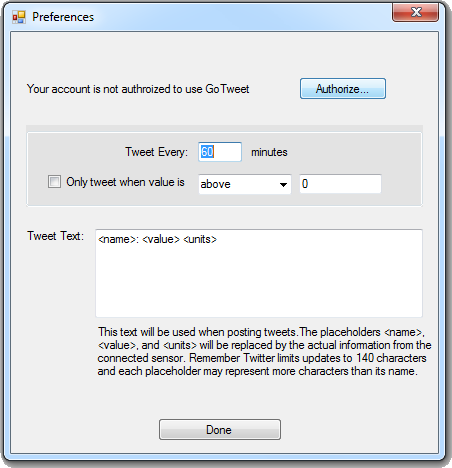 Preferences
Your account is not authroized to use GoTweet
Authorize...
Tweet Every: 60 minutes
Only tweet when value is above 0
Tweet Text: <name>: <value> <units>
This text will be used when posting tweets.The placeholders <name>,
<value>, and <units> will be replaced by the actual information from the
connected sensor. Remember Twitter limits updates to 140 characters
and each placeholder may represent more characters than its name.
Done